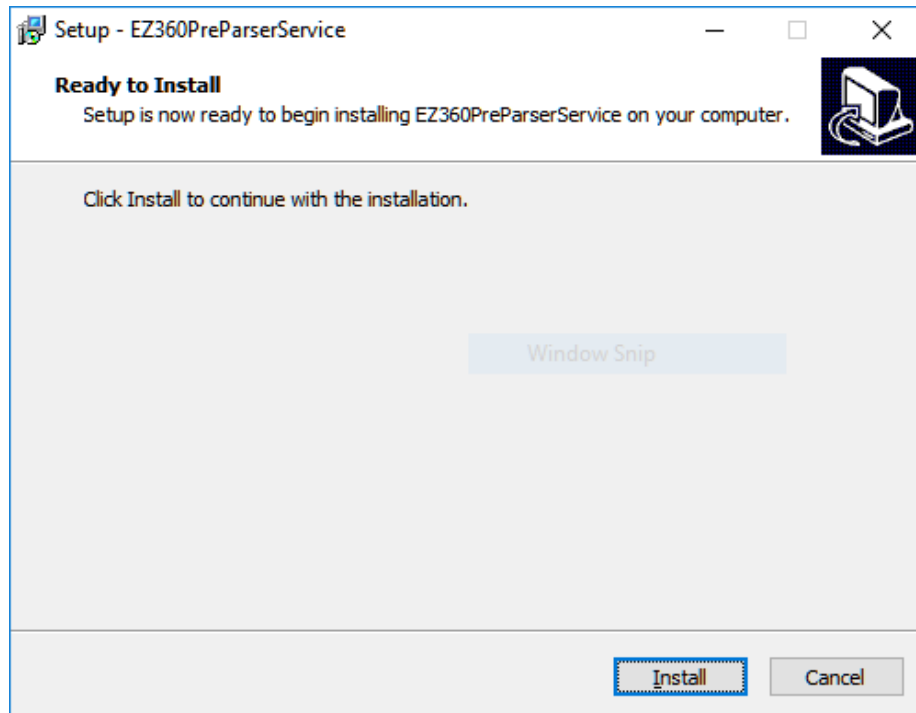 Setup - EZ360PreParserService
Ready to Install
Setup is now ready to begin installing EZ360PreParserService on your computer.
Click Install to continue with the installation.
Window Snip
Install
Cancel